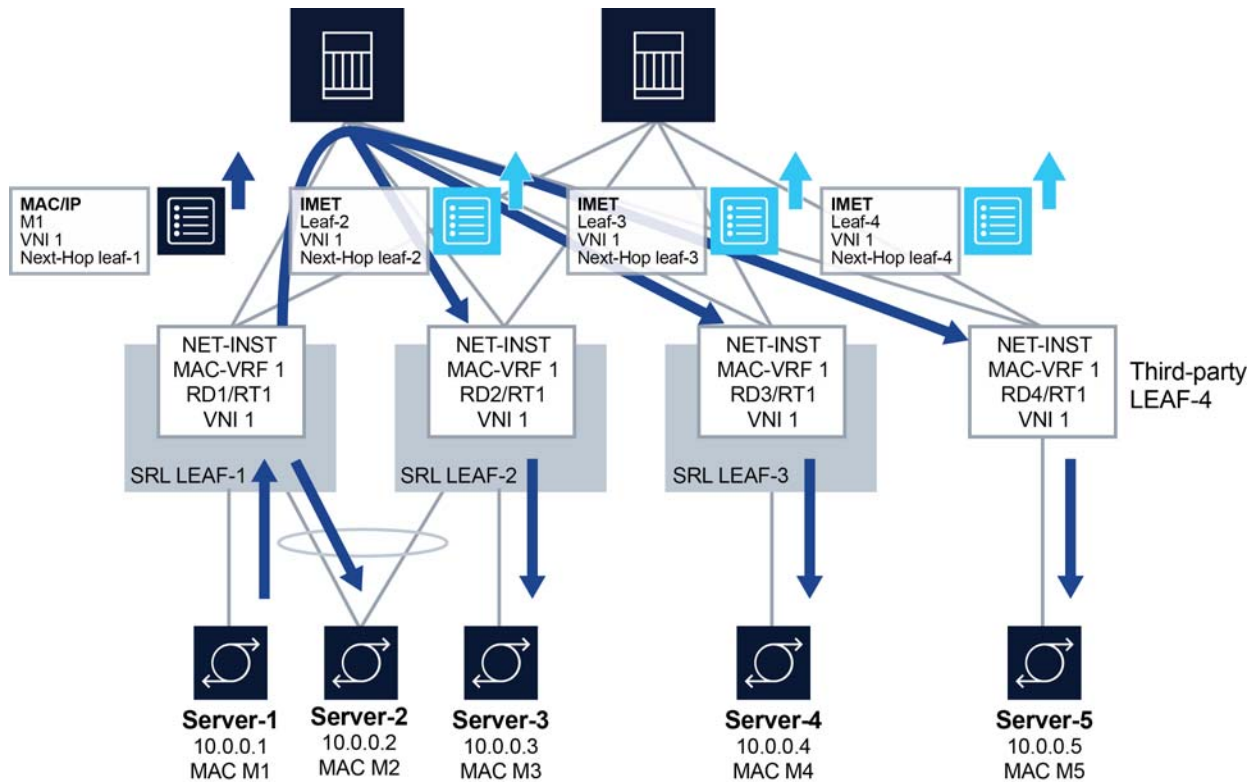 MAC/IP
M1
VNI 1
Next-Hop leaf-1
IMET
Leaf-2
VNI 1
Next-Hop leaf-2
IMET
Leaf-3
VNI 1
Next-Hop leaf-3
IMET
Leaf-4
VNI 1
Next-Hop leaf-4
NET-INST
MAC-VRF 1
RD1/RT1
VNI 1
SRL LEAF-1
NET-INST
MAC-VRF 1
RD2/RT1
VNI 1
SRL LEAF-2
NET-INST
MAC-VRF 1
RD3/RT1
VNI 1
SRL LEAF-3
NET-INST
MAC-VRF 1
RD4/RT1
VNI 1
Third-party
LEAF-4
Server-1
10.0.0.1
MAC M1
Server-2
10.0.0.2
MAC M2
Server-3
10.0.0.3
MAC M3
Server-4
10.0.0.4
MAC M4
Server-5
10.0.0.5
MAC M5